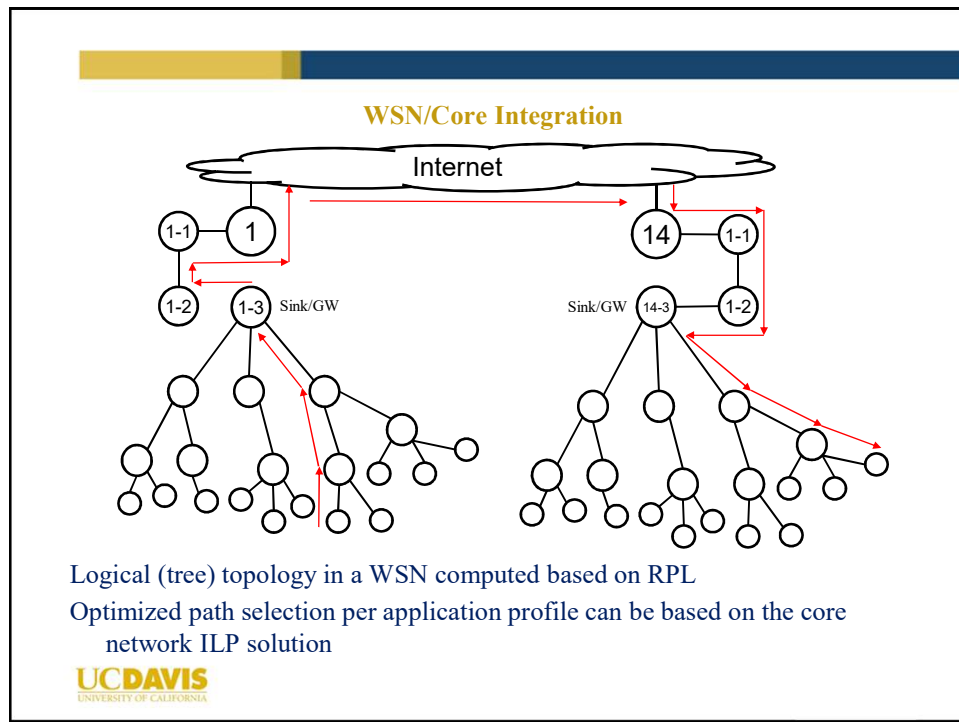 WSN/Core Integration
Internet
1-1
1
14
1-1
1-2
1-3
Sink/GW
Sink/GW
14-3
1-2
Logical (tree) topology in a WSN computed based on RPL
Optimized path selection per application profile can be based on the core
network ILP solution
UCDAVIS
UNIVERSITY OF CALIFORNIA